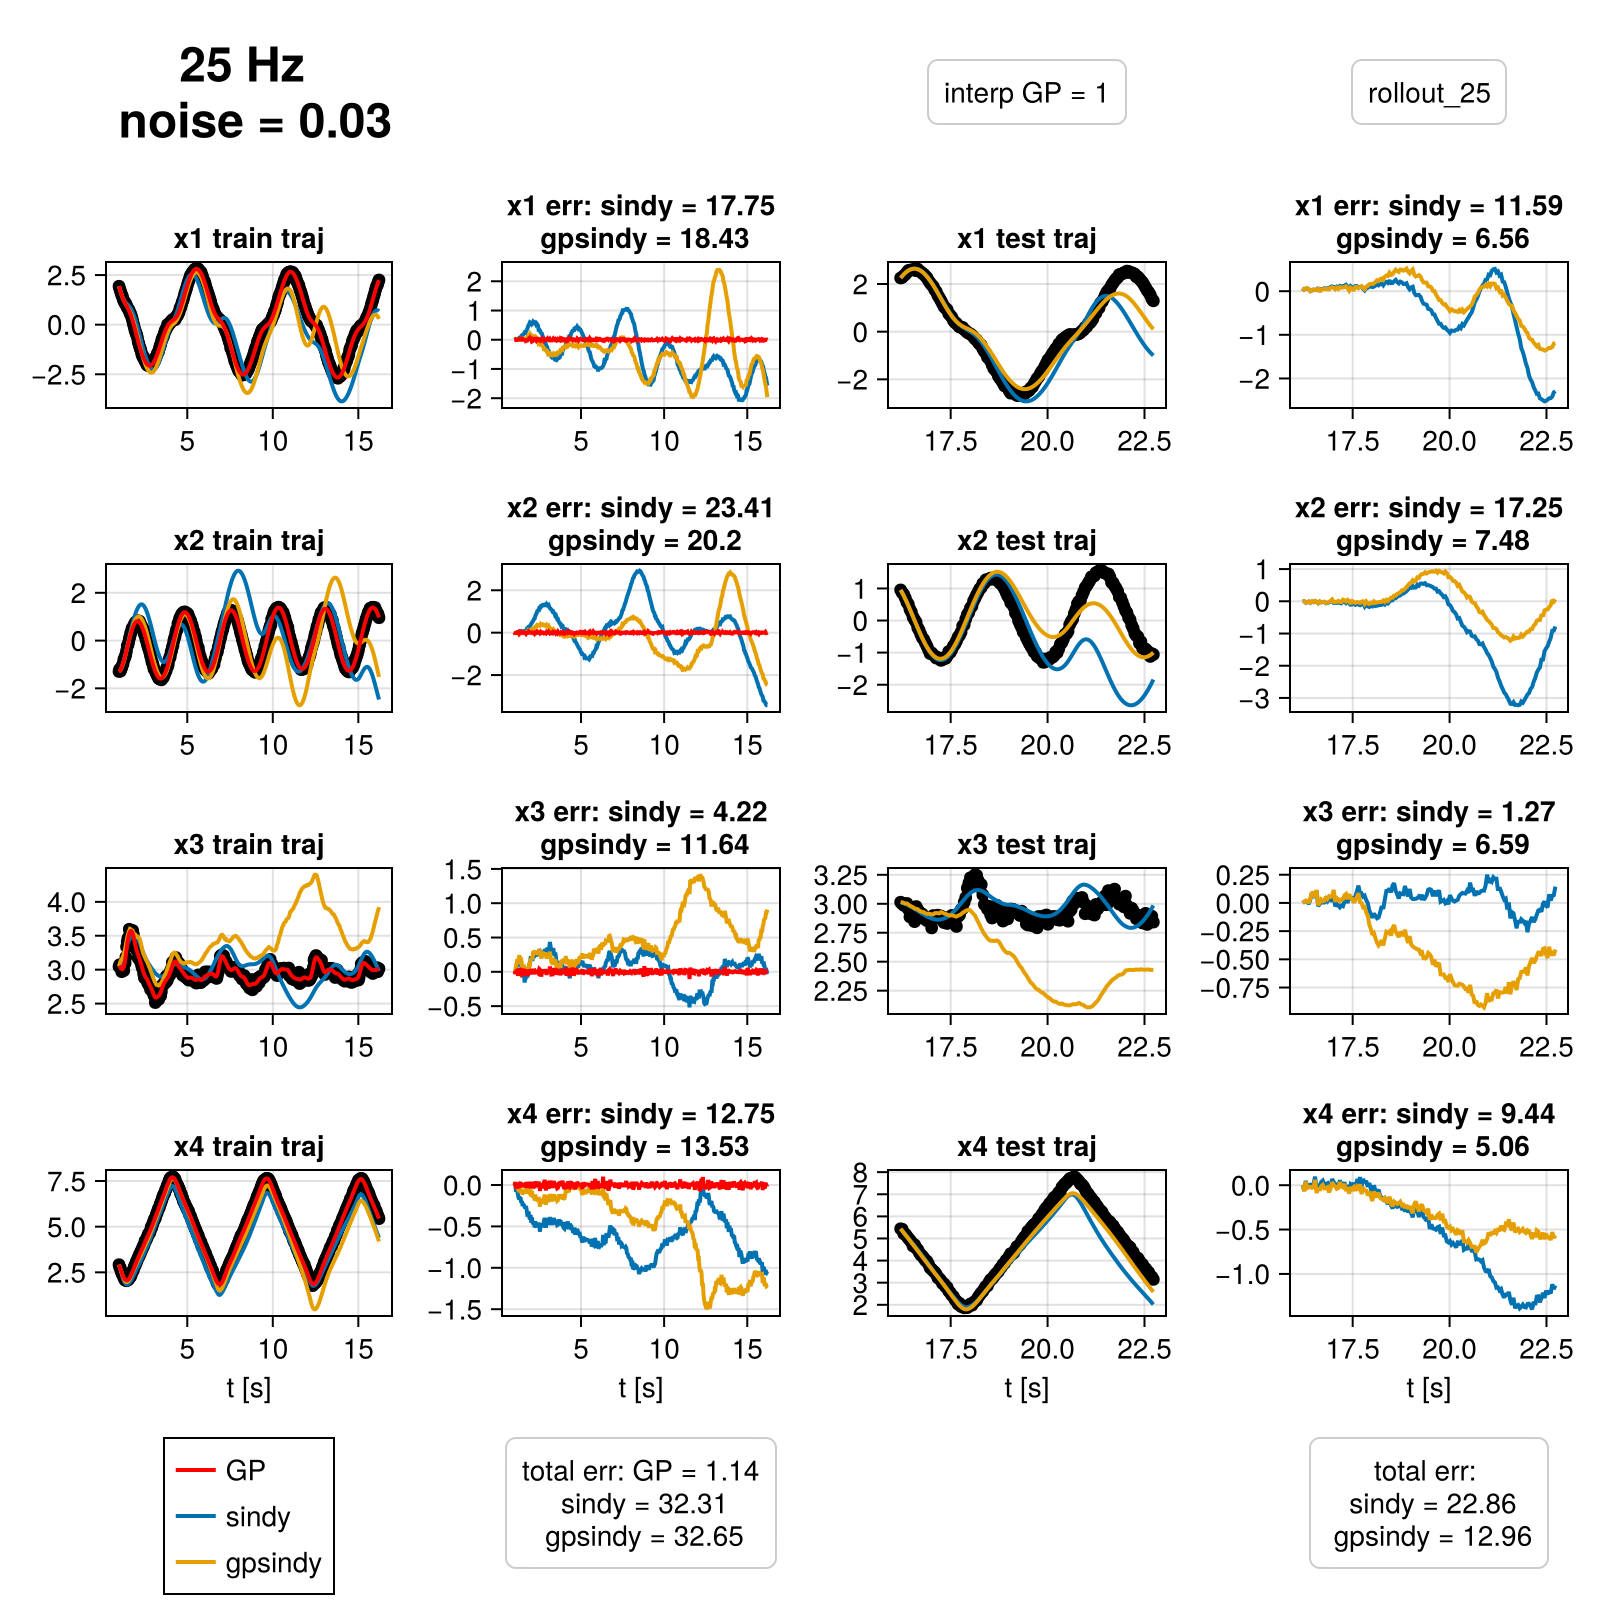 25 Hz
noise = 0.03
interp GP = 1
rollout_25
x1 train traj
2.5
0.0
−2.5
5
10
15
x1 err: sindy = 17.75
gpsindy = 18.43
2
1
0
−1
−2
5
10
15
x1 test traj
2
0
−2
17.5
20.0
22.5
x1 err: sindy = 11.59
gpsindy = 6.56
0
−1
−2
17.5
20.0
22.5
x2 train traj
2
0
−2
5
10
15
x2 err: sindy = 23.41
gpsindy = 20.2
2
0
−2
5
10
15
x2 test traj
1
0
−1
−2
17.5
20.0
22.5
x2 err: sindy = 17.25
gpsindy = 7.48
1
0
−1
−2
−3
17.5
20.0
22.5
x3 train traj
4.0
3.5
3.0
2.5
5
10
15
x3 err: sindy = 4.22
gpsindy = 11.64
1.5
1.0
0.5
0.0
−0.5
5
10
15
x3 test traj
3.25
3.00
2.75
2.50
2.25
17.5
20.0
22.5
x3 err: sindy = 1.27
gpsindy = 6.59
0.25
0.00
−0.25
−0.50
−0.75
17.5
20.0
22.5
x4 train traj
7.5
5.0
2.5
5
10
15
t [s]
x4 err: sindy = 12.75
gpsindy = 13.53
0.0
−0.5
−1.0
−1.5
5
10
15
t [s]
x4 test traj
8
7
6
5
4
3
2
17.5
20.0
22.5
t [s]
x4 err: sindy = 9.44
gpsindy = 5.06
0.0
−0.5
−1.0
17.5
20.0
22.5
t [s]
GP
sindy
gpsindy
total err: GP = 1.14
sindy = 32.31
gpsindy = 32.65
total err:
sindy = 22.86
gpsindy = 12.96